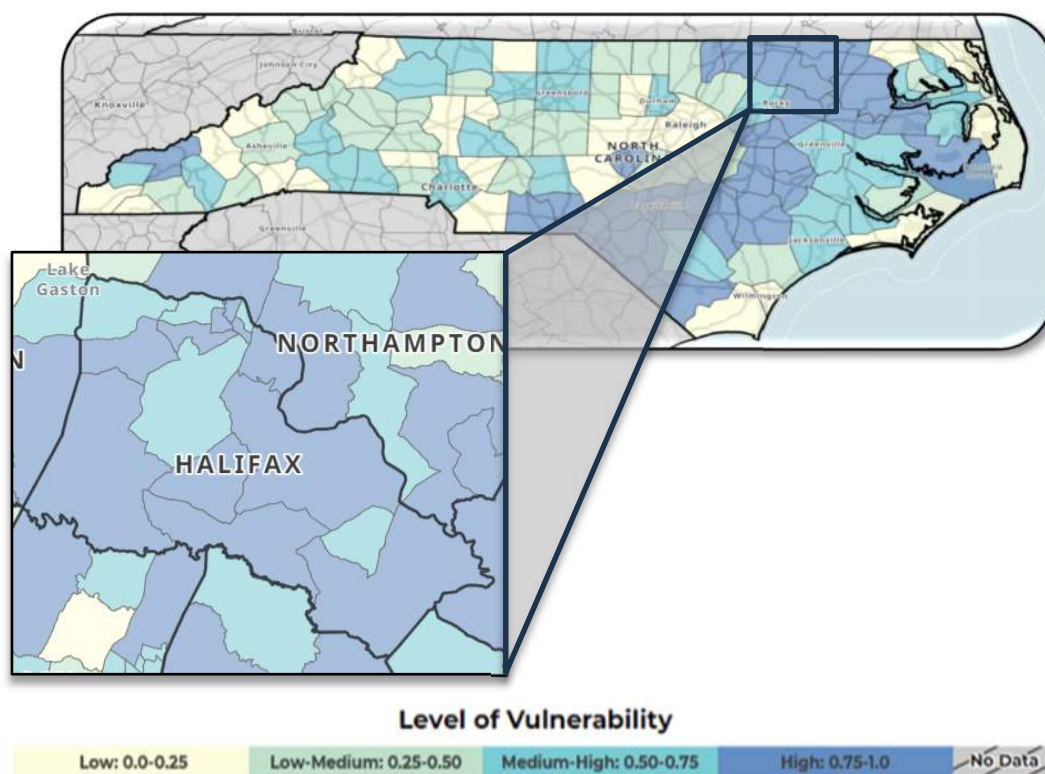 Bristol
Johnson City
Knoxville
Greensboro
Durham
Rocky
Raleigh
Asheville
NORTH
CAROLINA
Greenville
Charlotte
Fayetteville
Greenville
Jacksonville
Wilmington
Lake
Gaston
NORTHAMPTON
N
HALIFAX
Level of Vulnerability
Low: 0.0-0.25 Low-Medium: 0.25-0.50 Medium-High: 0.50-0.75 High: 0.75-1.0 No Data